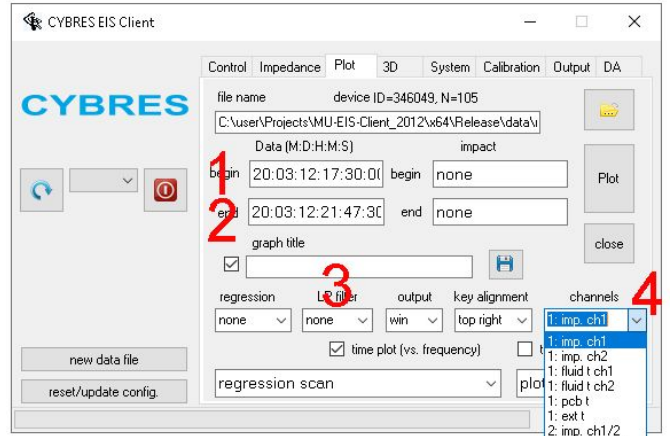 CYBRES EIS Client
Control Impedance Plot 3D System Calibration Output DA
CYBRES
file name device ID=346049, N=105
C:\user\Projects\MU-EIS-Client_2012\x64\Release\data\
Data (M:D:H:M:S) impact
1 begin 20:03:12:17:30:0 begin none Plot
2 end 20:03:12:21:47:30 end none
graph title close
3 4
regression LP filter output key alignment channels
none none win top right 1: imp. ch1
1: imp. ch1
time plot (vs. frequency) t
1: imp. ch2
new data file
1: fluid t ch1
regression scan plot
1: fluid t ch2
reset/update config.
1: pcb t
1: ext t
2: imp. ch1/2